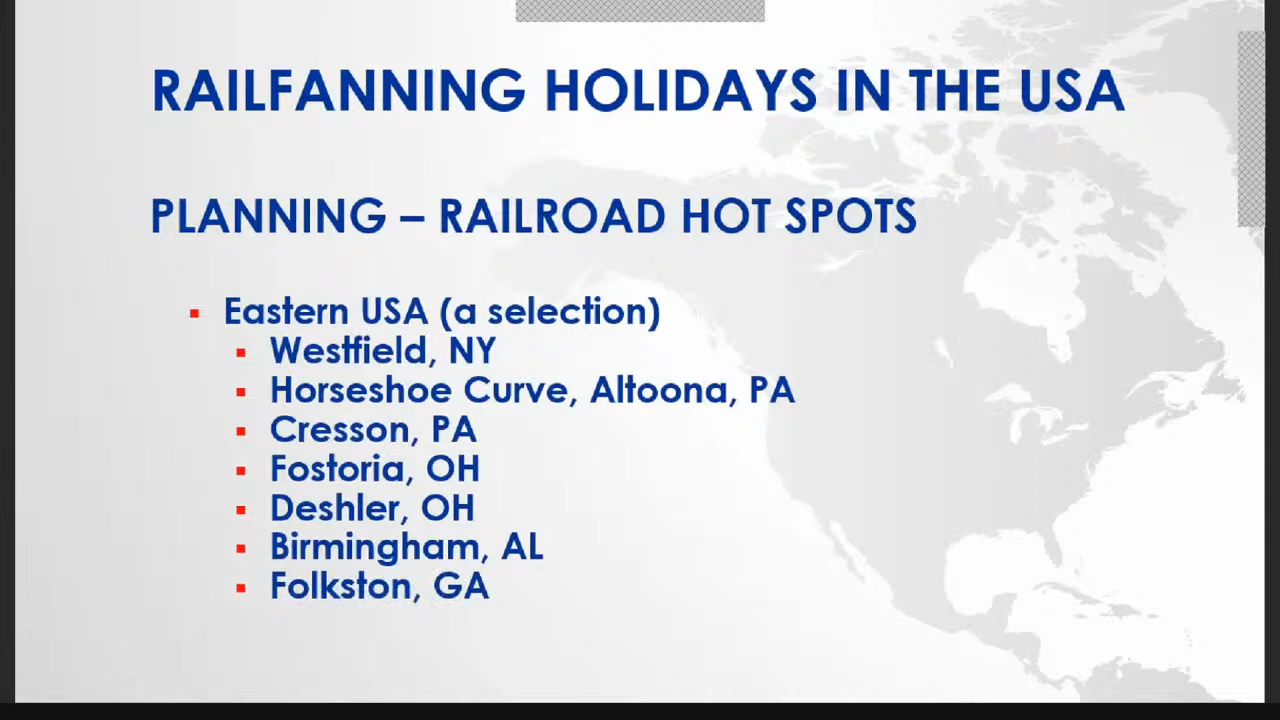 RAILFANNING HOLIDAYS IN THE USA
PLANNING – RAILROAD HOT SPOTS
Eastern USA (a selection)
Westfield, NY
Horseshoe Curve, Altoona, PA
Cresson, PA
Fostoria, OH
Deshler, OH
Birmingham, AL
Folkston, GA